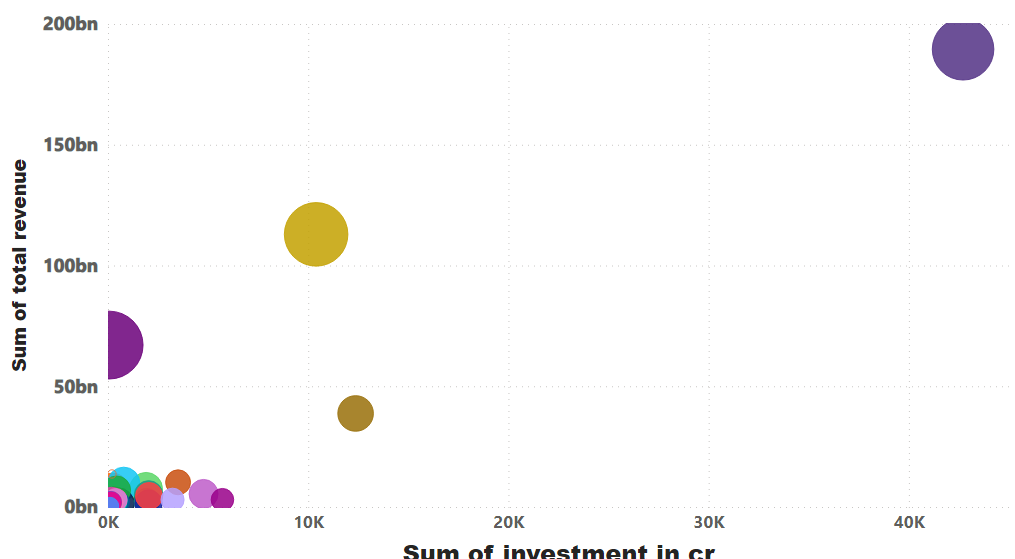 200bn
150bn
100bn
50bn
0bn
Sum of total revenue
0K 10K 20K 30K 40K
Sum of investment in cr